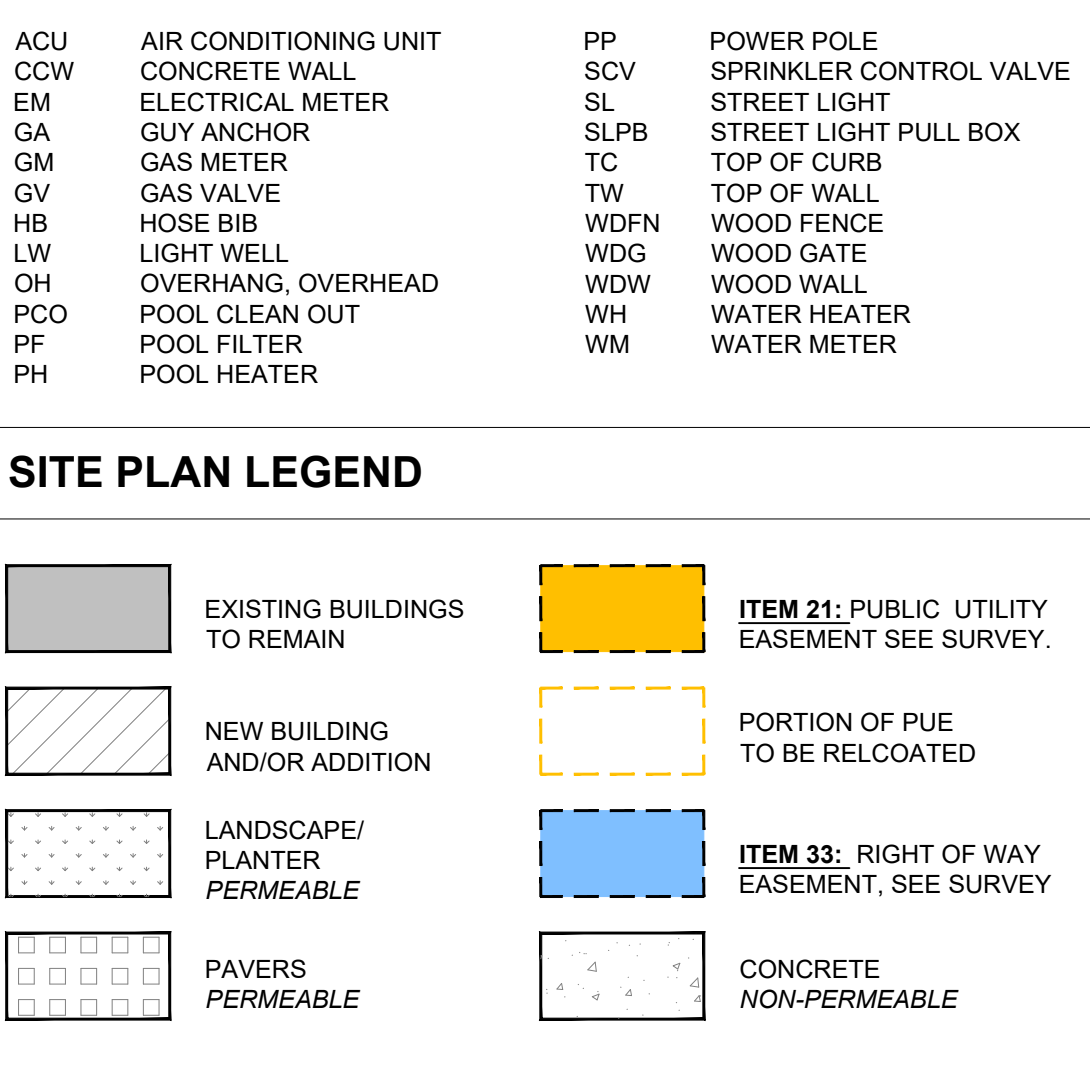 ACU AIR CONDITIONING UNIT
CCW CONCRETE WALL
EM ELECTRICAL METER
GA GUY ANCHOR
GM GAS METER
GV GAS VALVE
HB HOSE BIB
LW LIGHT WELL
OH OVERHANG, OVERHEAD
PCO POOL CLEAN OUT
PF POOL FILTER
PH POOL HEATER
PP POWER POLE
SCV SPRINKLER CONTROL VALVE
SL STREET LIGHT
SLPB STREET LIGHT PULL BOX
TC TOP OF CURB
TW TOP OF WALL
WDFN WOOD FENCE
WDG WOOD GATE
WDW WOOD WALL
WH WATER HEATER
WM WATER METER
SITE PLAN LEGEND
EXISTING BUILDINGS
TO REMAIN
NEW BUILDING
AND/OR ADDITION
LANDSCAPE/
PLANTER
PERMEABLE
PAVERS
PERMEABLE
ITEM 21: PUBLIC UTILITY
EASEMENT SEE SURVEY.
PORTION OF PUE
TO BE RELCOATED
ITEM 33: RIGHT OF WAY
EASEMENT, SEE SURVEY
CONCRETE
NON-PERMEABLE